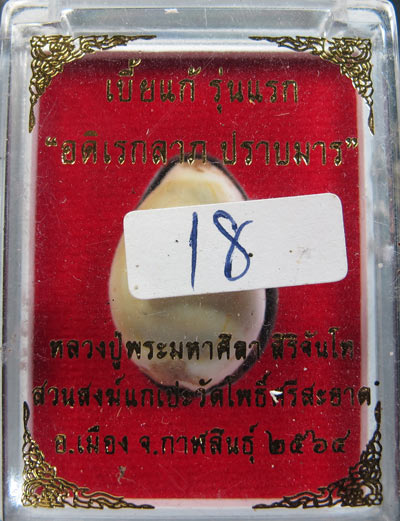 เบี้ยแก้ รุ่นแรก
“อดิเรกลาภ ปราบมาร”
18
หลวงปู่พระมหาศิลา สิริจันโท
สวนสงฆ์แกเปะวัดโพธิ์ศรีสะอาด
อ.เมือง จ.กาฬสินธุ์ ๒๕๖๔